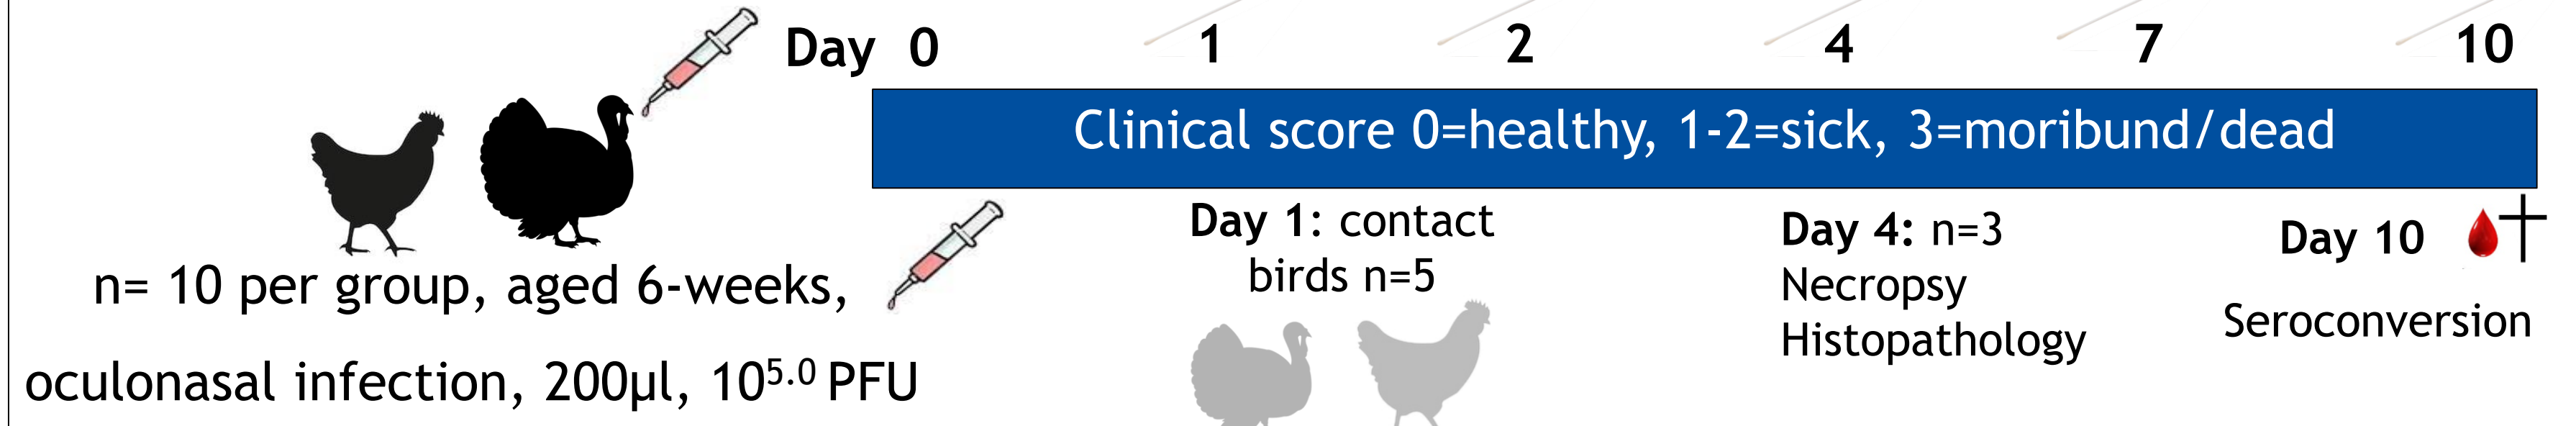 Day 0 1 2 4 7 10
Clinical score 0=healthy, 1-2=sick, 3=moribund/dead
n= 10 per group, aged 6-weeks,
oculonasal infection, 200µl, 10⁵·⁰ PFU
Day 1: contact
birds n=5
Day 4: n=3
Necropsy
Histopathology
Day 10
Seroconversion